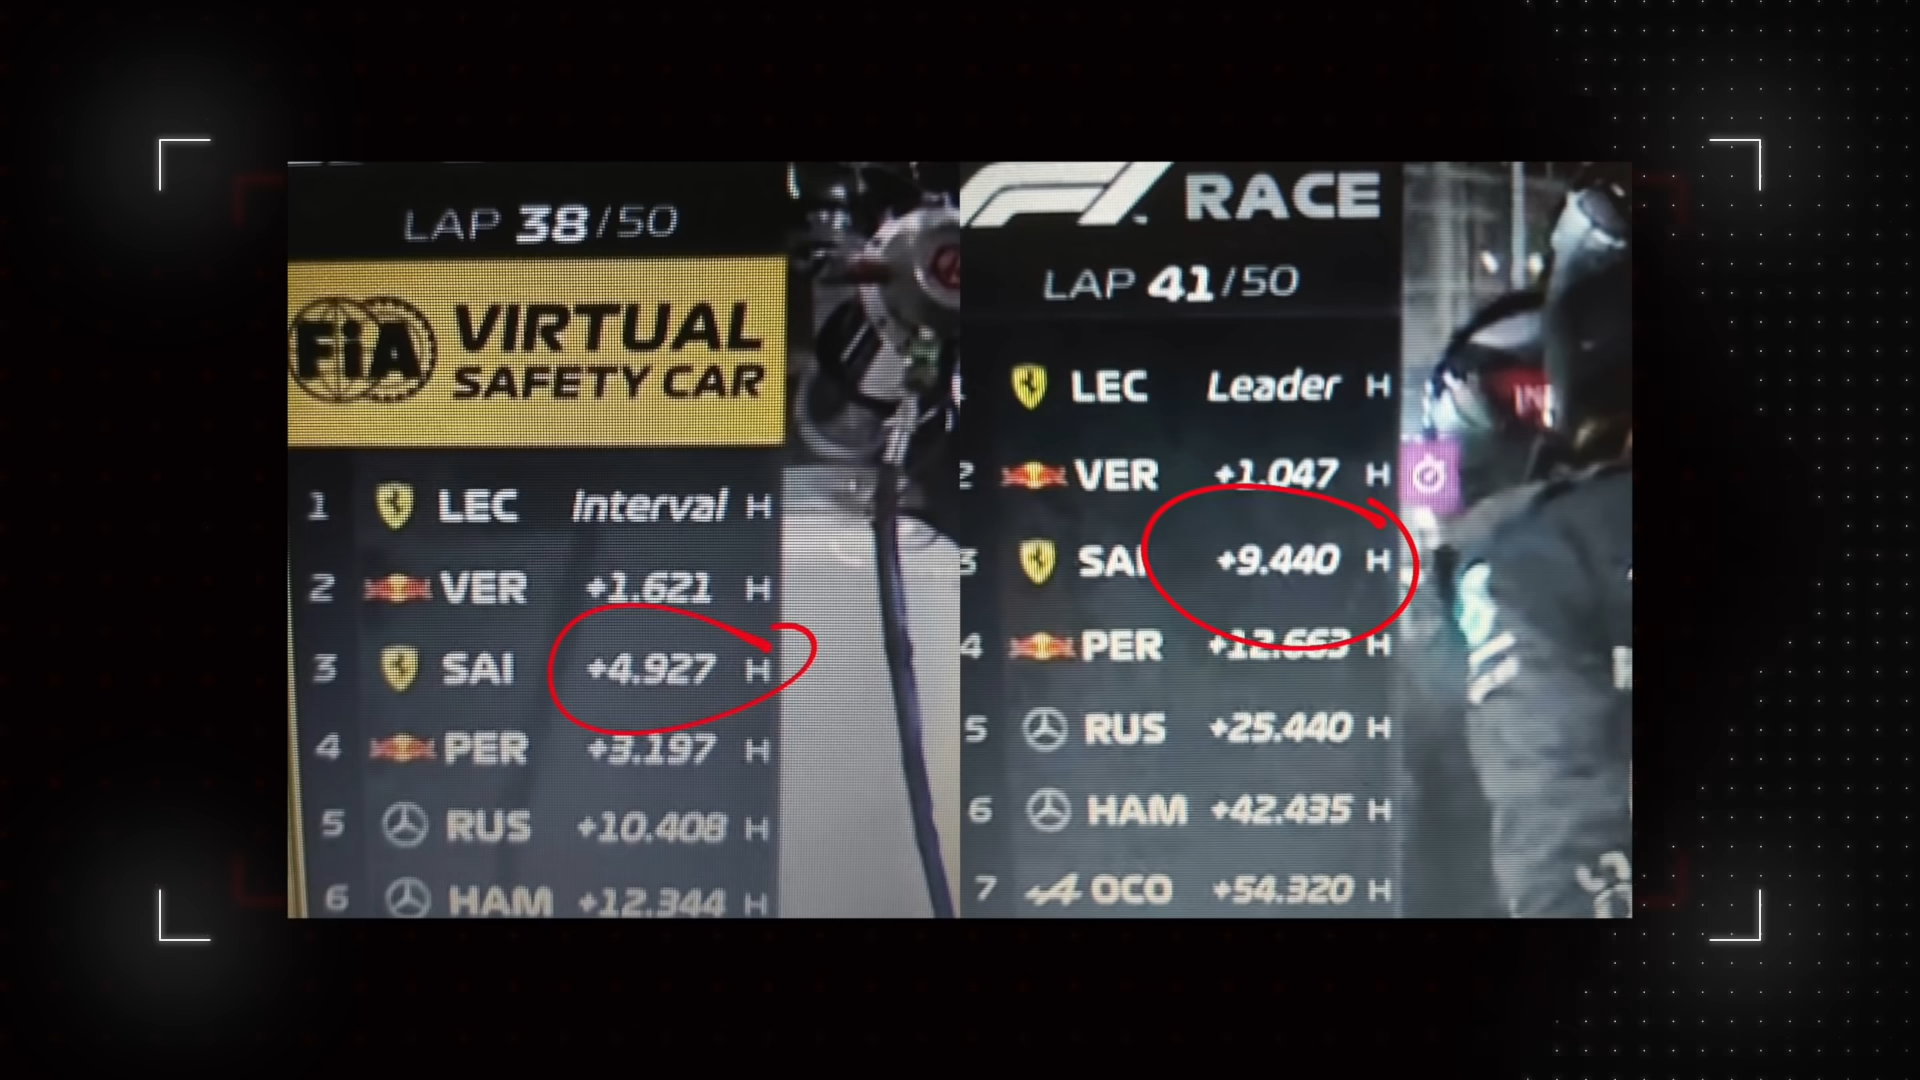 LAP 38/50
FiA VIRTUAL
SAFETY CAR
1 LEC Interval H
2 VER +1.621 H
3 SAI +4.927 H
4 PER +3.197 H
5 RUS +10.408 H
6 HAM +12.344 H
F1 RACE
LAP 41/50
LEC Leader H
2 VER +1.047 H
3 SAI +9.440 H
4 PER +12.663 H
5 RUS +25.440 H
6 HAM +42.435 H
7 OCO +54.320 H